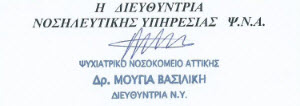 Η ΔΙΕΥΘΥΝΤΡΙΑ
ΝΟΣΗΛΕΥΤΙΚΗΣ ΥΠΗΡΕΣΙΑΣ Ψ.Ν.Α.
ΨΥΧΙΑΤΡΙΚΟ ΝΟΣΟΚΟΜΕΙΟ ΑΤΤΙΚΗΣ
Δρ. ΜΟΥΓΙΑ ΒΑΣΙΛΙΚΗ
ΔΙΕΥΘΥΝΤΡΙΑ Ν.Υ.